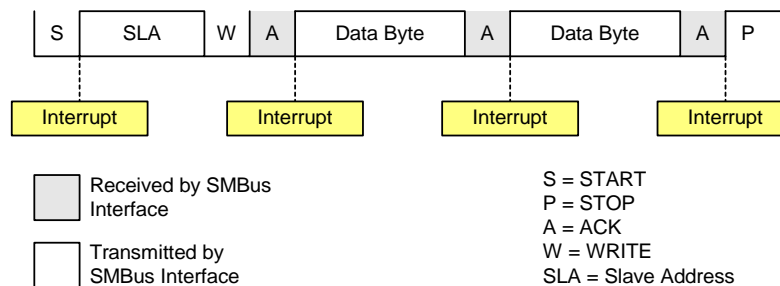 S SLA W A Data Byte A Data Byte A P
Interrupt Interrupt Interrupt Interrupt
Received by SMBus
Interface
Transmitted by
SMBus Interface
S = START
P = STOP
A = ACK
W = WRITE
SLA = Slave Address